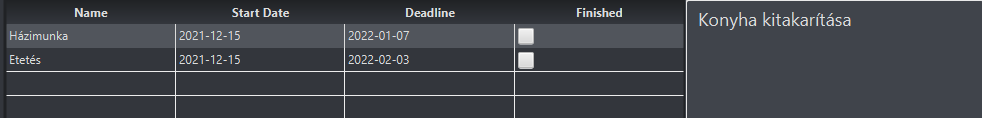 Name Start Date Deadline Finished
Házimunka 2021-12-15 2022-01-07
Etetés 2021-12-15 2022-02-03
Konyha kitakarítása